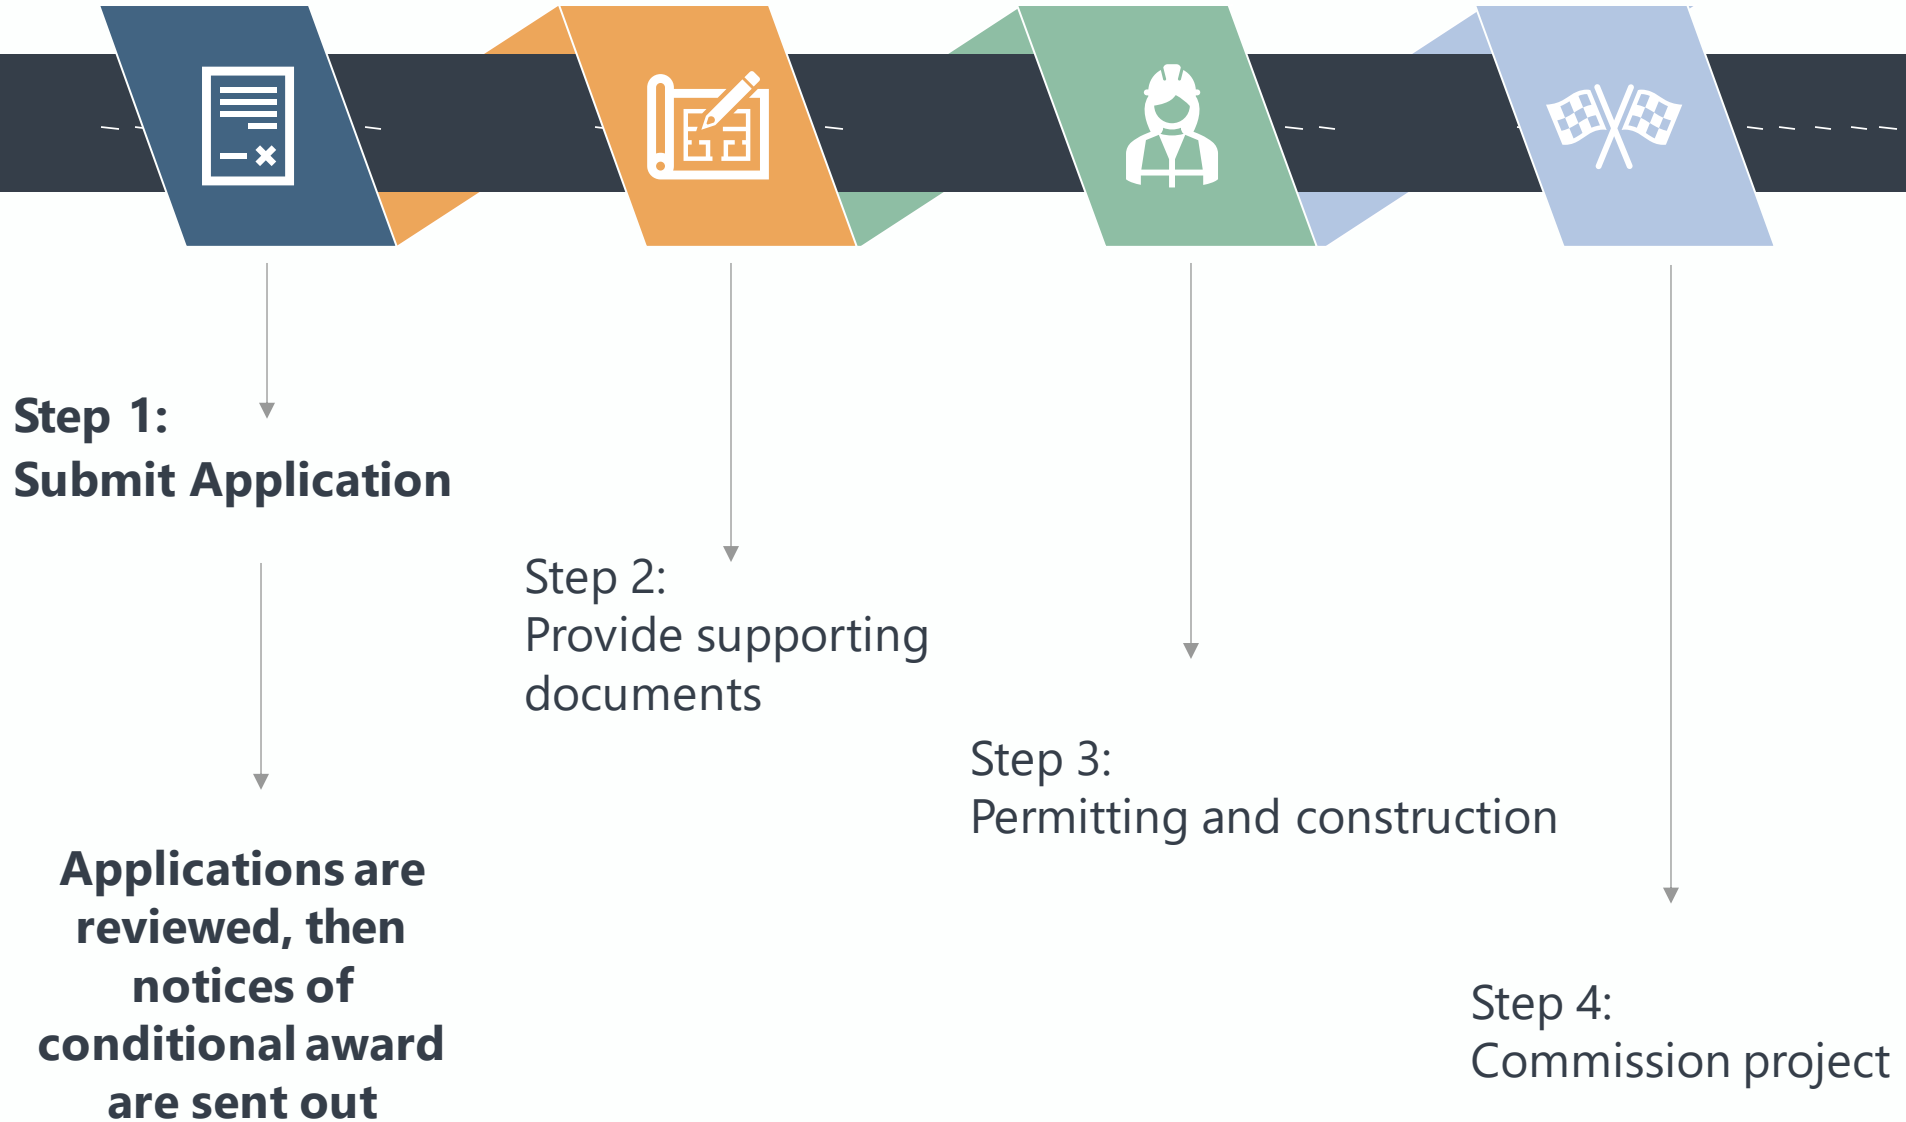 Step 1:
Submit Application
Applications are
reviewed, then
notices of
conditional award
are sent out
Step 2:
Provide supporting
documents
Step 3:
Permitting and construction
Step 4:
Commission project